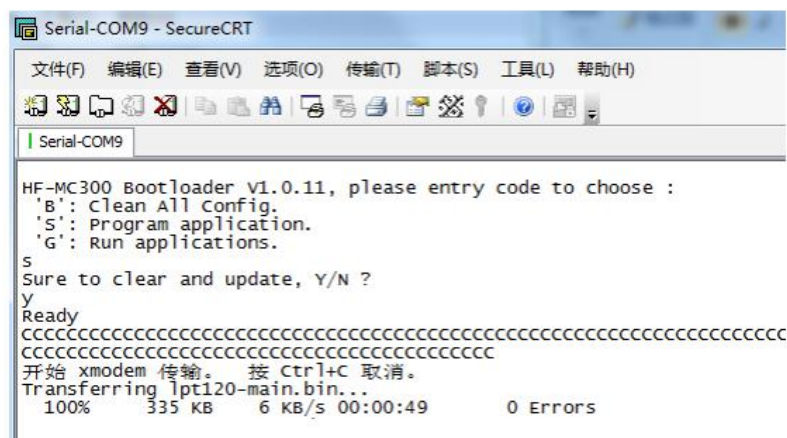 Serial-COM9 - SecureCRT
文件(F) 编辑(E) 查看(V) 选项(O) 传输(T) 脚本(S) 工具(L) 帮助(H)
Serial-COM9
HF-MC300 Bootloader V1.0.11, please entry code to choose :
'B': Clean All Config.
'S': Program application.
'G': Run applications.
s
Sure to clear and update, Y/N ?
y
Ready
CCCCCCCCCCCCCCCCCCCCCCCCCCCCCCCCCCCCCCCCCCCCCCCCCCCCCCCCCCCCCCCCCCCC
CCCCCCCCCCCCCCCCCCCCCCCCCCCCCCCCCCCCCCCCCC
开始 xmodem 传输。 按 Ctrl+C 取消。
Transferring lpt120-main.bin...
100% 335 KB 6 KB/s 00:00:49 0 Errors